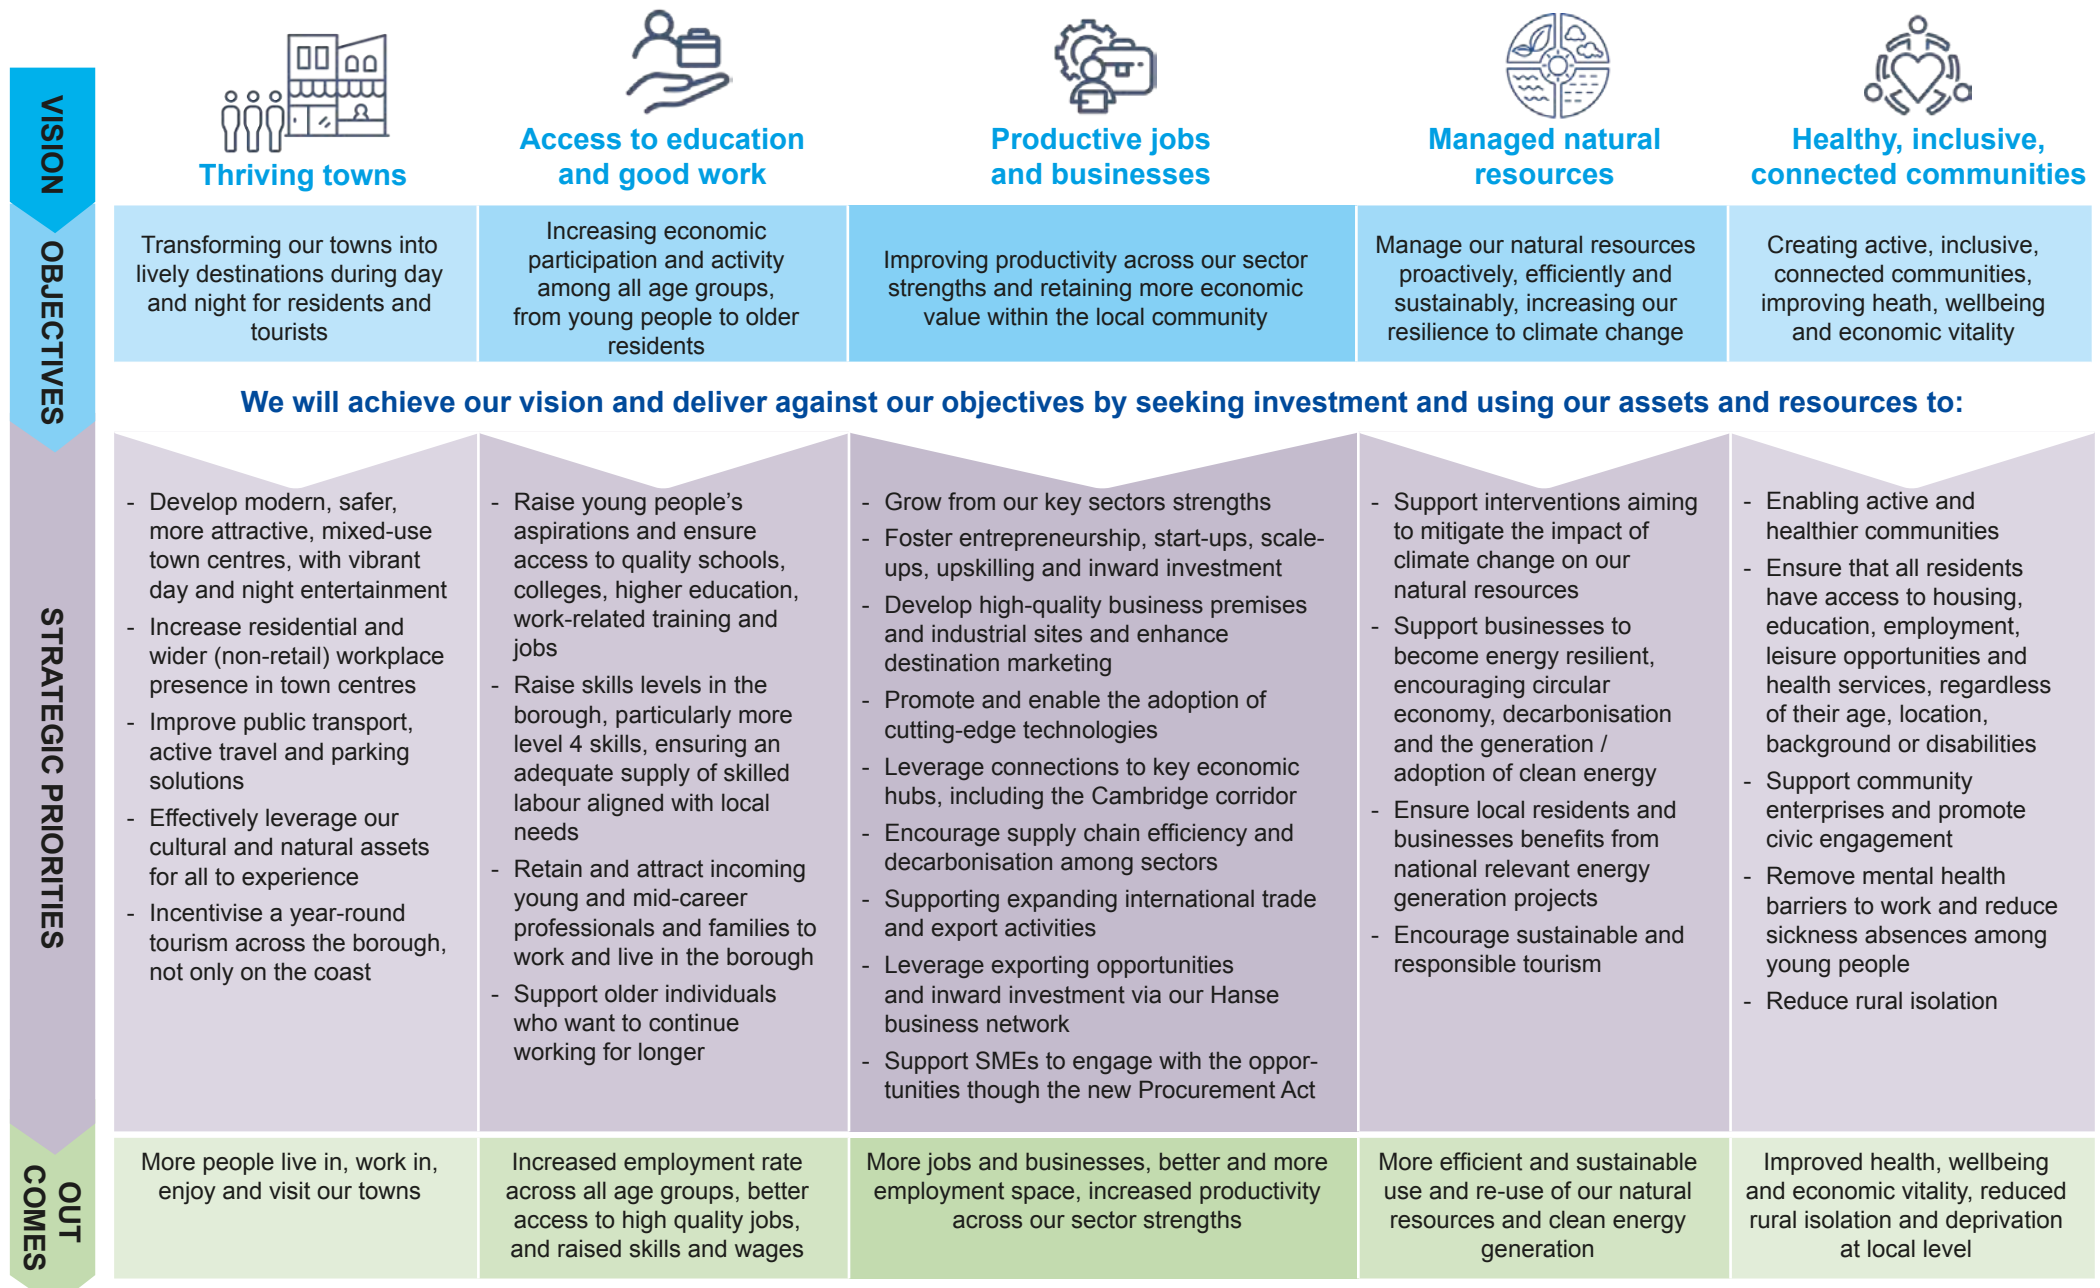 VISION
Thriving towns
Access to education
and good work
Productive jobs
and businesses
Managed natural
resources
Healthy, inclusive,
connected communities
OBJECTIVES
Transforming our towns into
lively destinations during day
and night for residents and
tourists
Increasing economic
participation and activity
among all age groups,
from young people to older
residents
Improving productivity across our sector
strengths and retaining more economic
value within the local community
Manage our natural resources
proactively, efficiently and
sustainably, increasing our
resilience to climate change
Creating active, inclusive,
connected communities,
improving heath, wellbeing
and economic vitality
We will achieve our vision and deliver against our objectives by seeking investment and using our assets and resources to:
STRATEGIC PRIORITIES
- Develop modern, safer,
more attractive, mixed-use
town centres, with vibrant
day and night entertainment
- Increase residential and
wider (non-retail) workplace
presence in town centres
- Improve public transport,
active travel and parking
solutions
- Effectively leverage our
cultural and natural assets
for all to experience
- Incentivise a year-round
tourism across the borough,
not only on the coast
- Raise young people's
aspirations and ensure
access to quality schools,
colleges, higher education,
work-related training and
jobs
- Raise skills levels in the
borough, particularly more
level 4 skills, ensuring an
adequate supply of skilled
labour aligned with local
needs
- Retain and attract incoming
young and mid-career
professionals and families to
work and live in the borough
- Support older individuals
who want to continue
working for longer
- Grow from our key sectors strengths
- Foster entrepreneurship, start-ups, scale-
ups, upskilling and inward investment
- Develop high-quality business premises
and industrial sites and enhance
destination marketing
- Promote and enable the adoption of
cutting-edge technologies
- Leverage connections to key economic
hubs, including the Cambridge corridor
- Encourage supply chain efficiency and
decarbonisation among sectors
- Supporting expanding international trade
and export activities
- Leverage exporting opportunities
and inward investment via our Hanse
business network
- Support SMEs to engage with the oppor-
tunities though the new Procurement Act
- Support interventions aiming
to mitigate the impact of
climate change on our
natural resources
- Support businesses to
become energy resilient,
encouraging circular
economy, decarbonisation
and the generation /
adoption of clean energy
- Ensure local residents and
businesses benefits from
national relevant energy
generation projects
- Encourage sustainable and
responsible tourism
- Enabling active and
healthier communities
- Ensure that all residents
have access to housing,
education, employment,
leisure opportunities and
health services, regardless
of their age, location,
background or disabilities
- Support community
enterprises and promote
civic engagement
- Remove mental health
barriers to work and reduce
sickness absences among
young people
- Reduce rural isolation
OUT
COMES
More people live in, work in,
enjoy and visit our towns
Increased employment rate
across all age groups, better
access to high quality jobs,
and raised skills and wages
More jobs and businesses, better and more
employment space, increased productivity
across our sector strengths
More efficient and sustainable
use and re-use of our natural
resources and clean energy
generation
Improved health, wellbeing
and economic vitality, reduced
rural isolation and deprivation
at local level